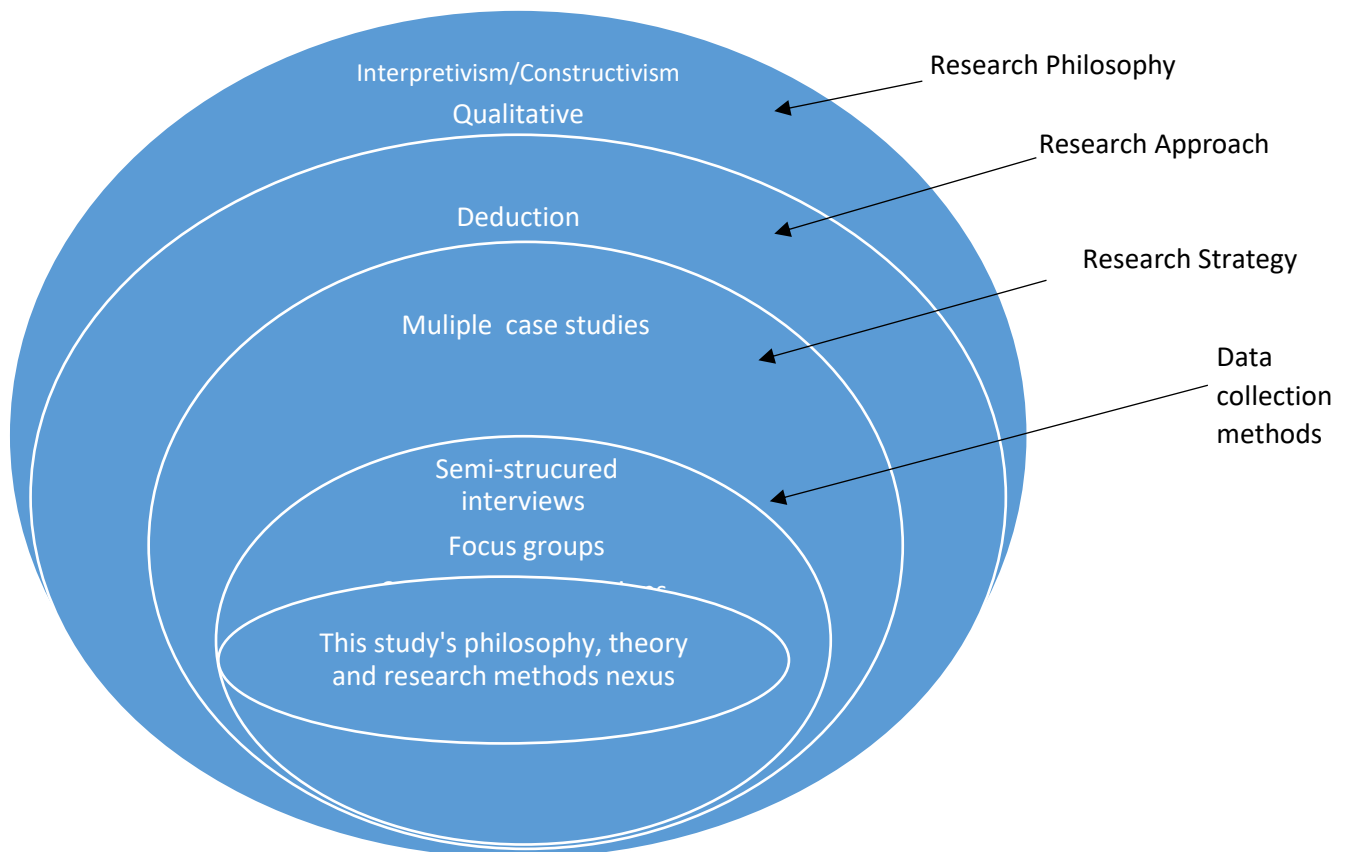 Interpretivism/Constructivism
Qualitative
Research Philosophy
Research Approach
Deduction
Research Strategy
Muliple case studies
Data
collection
methods
Semi-strucured
interviews
Focus groups
This study's philosophy, theory
and research methods nexus